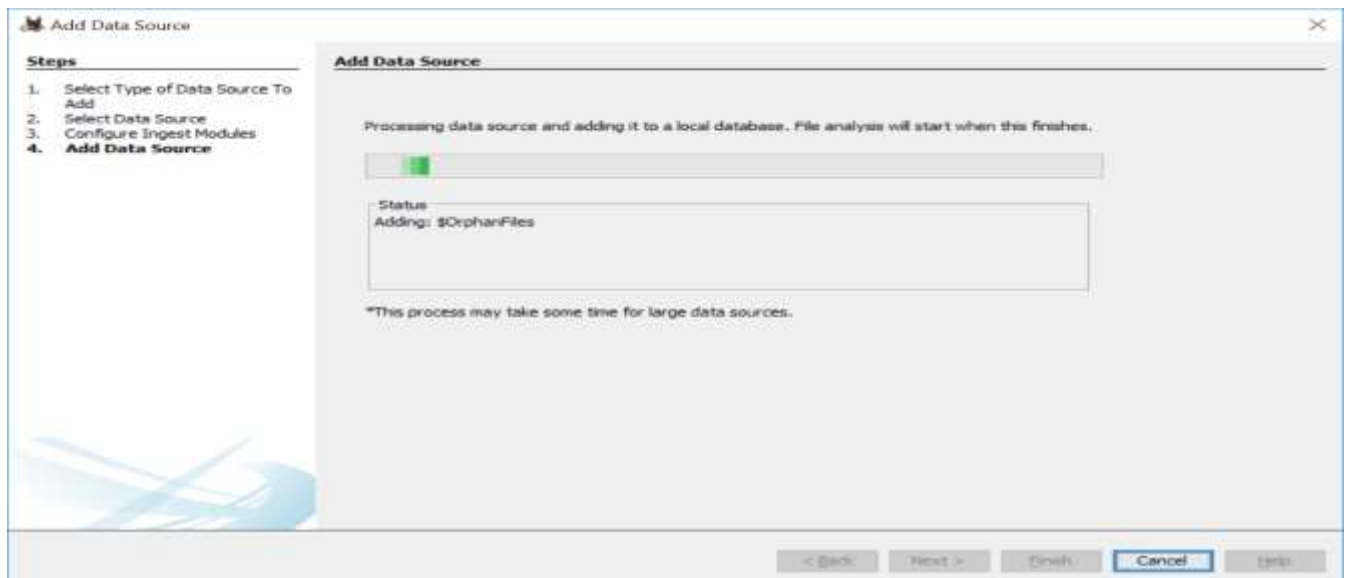 Add Data Source
Steps
1. Select Type of Data Source To
Add
2. Select Data Source
3. Configure Ingest Modules
4. Add Data Source
Add Data Source
Processing data source and adding it to a local database. File analysis will start when this finishes.
Status
Adding: $OrphanFiles
*This process may take some time for large data sources.
< Back
Next >
Finish
Cancel
Help